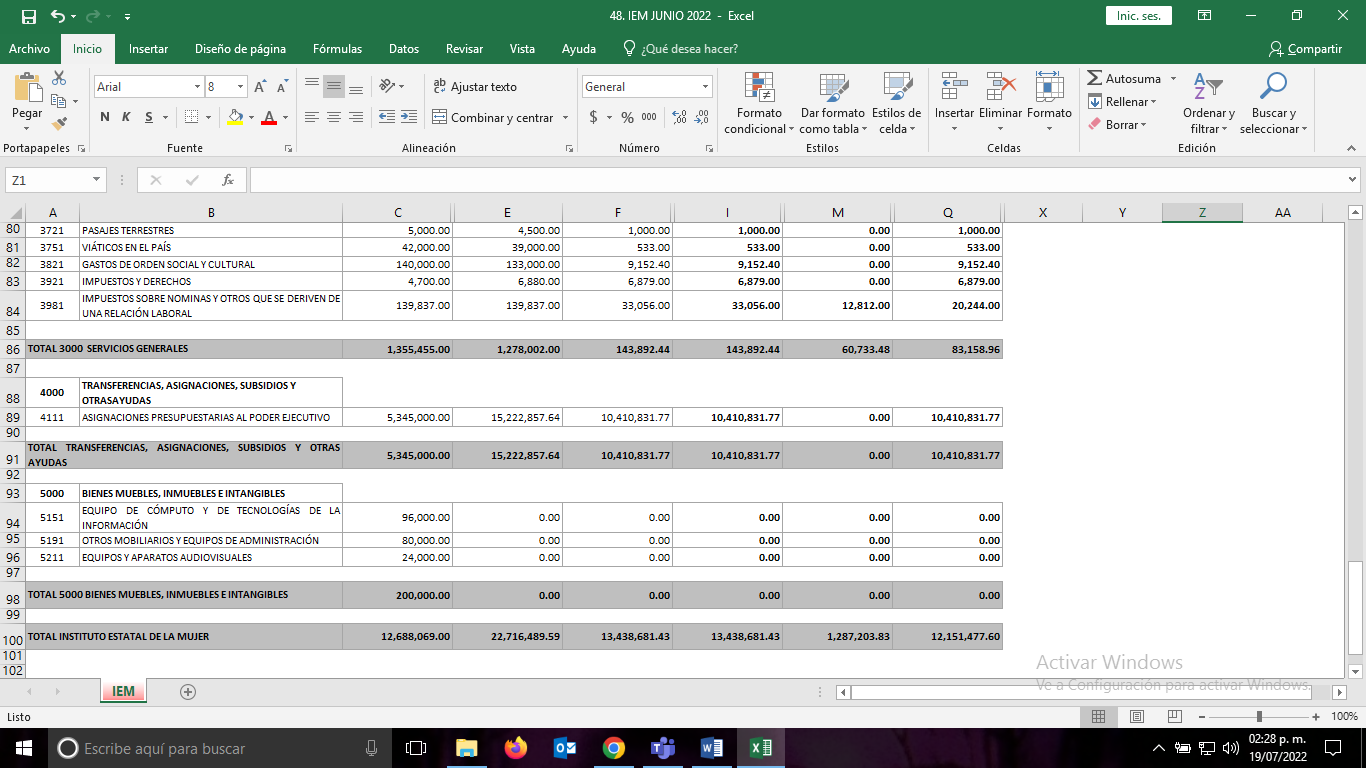 48. IEM JUNIO 2022 - Excel
Inic. ses.
Archivo Inicio Insertar Diseño de página Fórmulas Datos Revisar Vista Ayuda ¿Qué desea hacer? Compartir
Pegar
Arial 8
N K S
Ajustar texto
Combinar y centrar
General
$ % 000
Formato condicional
Dar formato como tabla
Estilos de celda
Insertar Eliminar Formato
Autosuma
Rellenar
Borrar
Ordenar y filtrar
Buscar y seleccionar
Portapapeles Fuente Alineación Número Estilos Celdas Edición
Z1 fx
A B C E F I M Q X Y Z AA
80 3721 PASAJES TERRESTRES 5,000.00 4,500.00 1,000.00 1,000.00 0.00 1,000.00
81 3751 VIÁTICOS EN EL PAÍS 42,000.00 39,000.00 533.00 533.00 0.00 533.00
82 3821 GASTOS DE ORDEN SOCIAL Y CULTURAL 140,000.00 133,000.00 9,152.40 9,152.40 0.00 9,152.40
83 3921 IMPUESTOS Y DERECHOS 4,700.00 6,880.00 6,879.00 6,879.00 0.00 6,879.00
84 3981 IMPUESTOS SOBRE NOMINAS Y OTROS QUE SE DERIVEN DE
UNA RELACIÓN LABORAL 139,837.00 139,837.00 33,056.00 33,056.00 12,812.00 20,244.00
85
86 TOTAL 3000 SERVICIOS GENERALES 1,355,455.00 1,278,002.00 143,892.44 143,892.44 60,733.48 83,158.96
87
88 4000 TRANSFERENCIAS, ASIGNACIONES, SUBSIDIOS Y
OTRASAYUDAS
89 4111 ASIGNACIONES PRESUPUESTARIAS AL PODER EJECUTIVO 5,345,000.00 15,222,857.64 10,410,831.77 10,410,831.77 0.00 10,410,831.77
90
91 TOTAL TRANSFERENCIAS, ASIGNACIONES, SUBSIDIOS Y OTRAS
AYUDAS 5,345,000.00 15,222,857.64 10,410,831.77 10,410,831.77 0.00 10,410,831.77
92
93 5000 BIENES MUEBLES, INMUEBLES E INTANGIBLES
94 5151 EQUIPO DE CÓMPUTO Y DE TECNOLOGÍAS DE LA
INFORMACIÓN 96,000.00 0.00 0.00 0.00 0.00 0.00
95 5191 OTROS MOBILIARIOS Y EQUIPOS DE ADMINISTRACIÓN 80,000.00 0.00 0.00 0.00 0.00 0.00
96 5211 EQUIPOS Y APARATOS AUDIOVISUALES 24,000.00 0.00 0.00 0.00 0.00 0.00
97
98 TOTAL 5000 BIENES MUEBLES, INMUEBLES E INTANGIBLES 200,000.00 0.00 0.00 0.00 0.00 0.00
99
100 TOTAL INSTITUTO ESTATAL DE LA MUJER 12,688,069.00 22,716,489.59 13,438,681.43 13,438,681.43 1,287,203.83 12,151,477.60
101
102
Activar Windows
Ve a Configuración para activar Windows.
IEM
Listo 100%
Escribe aquí para buscar
02:28 p. m.
19/07/2022